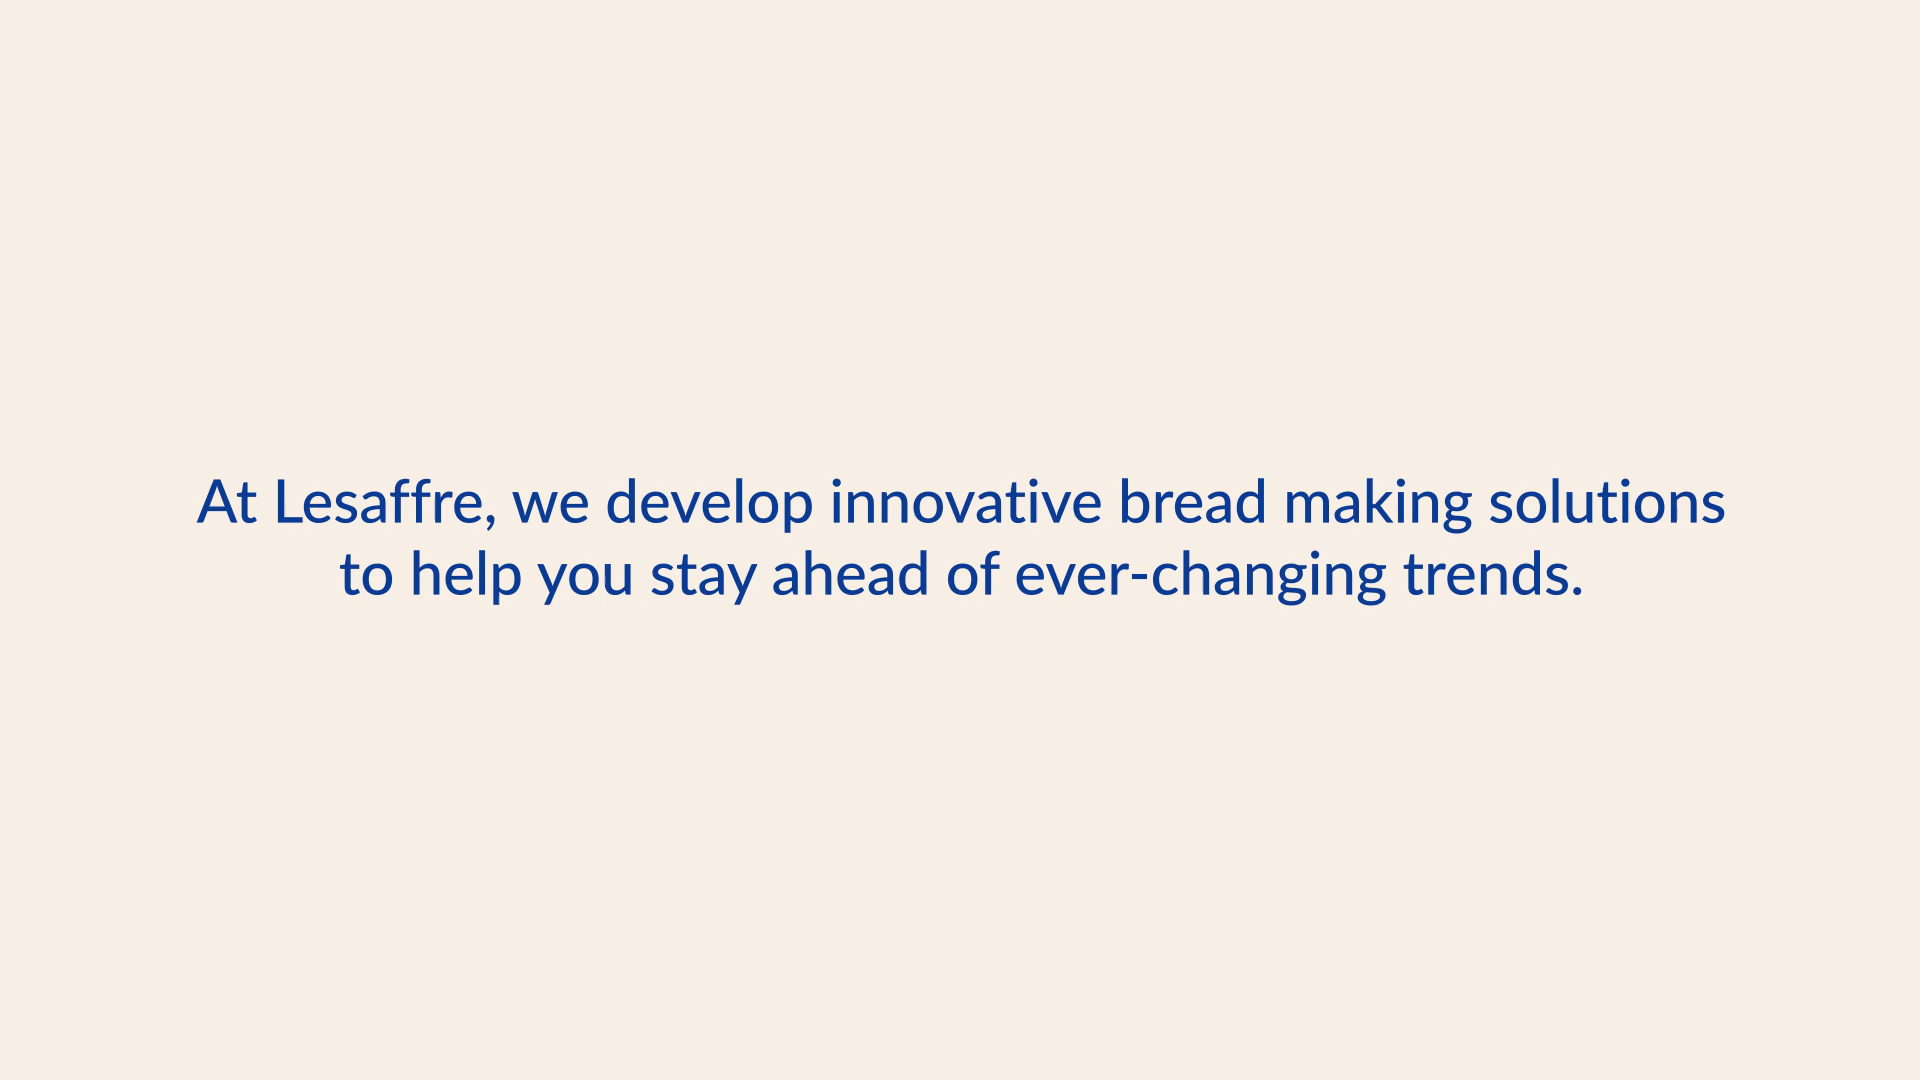 At Lesaffre, we develop innovative bread making solutions
to help you stay ahead of ever-changing trends.